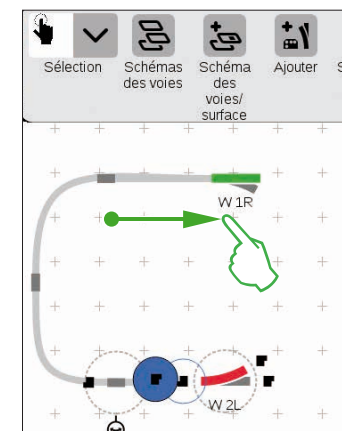 Sélection
Schémas
des voies
Schéma
des
voies/
surface
Ajouter
S
W 1R
W 2L